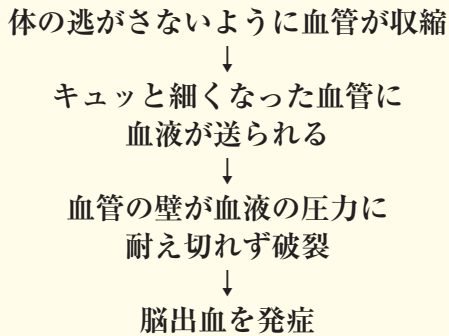 体の逃がさないように血管が収縮
↓
キュッと細くなった血管に
血液が送られる
↓
血管の壁が血液の圧力に
耐え切れず破裂
↓
脳出血を発症